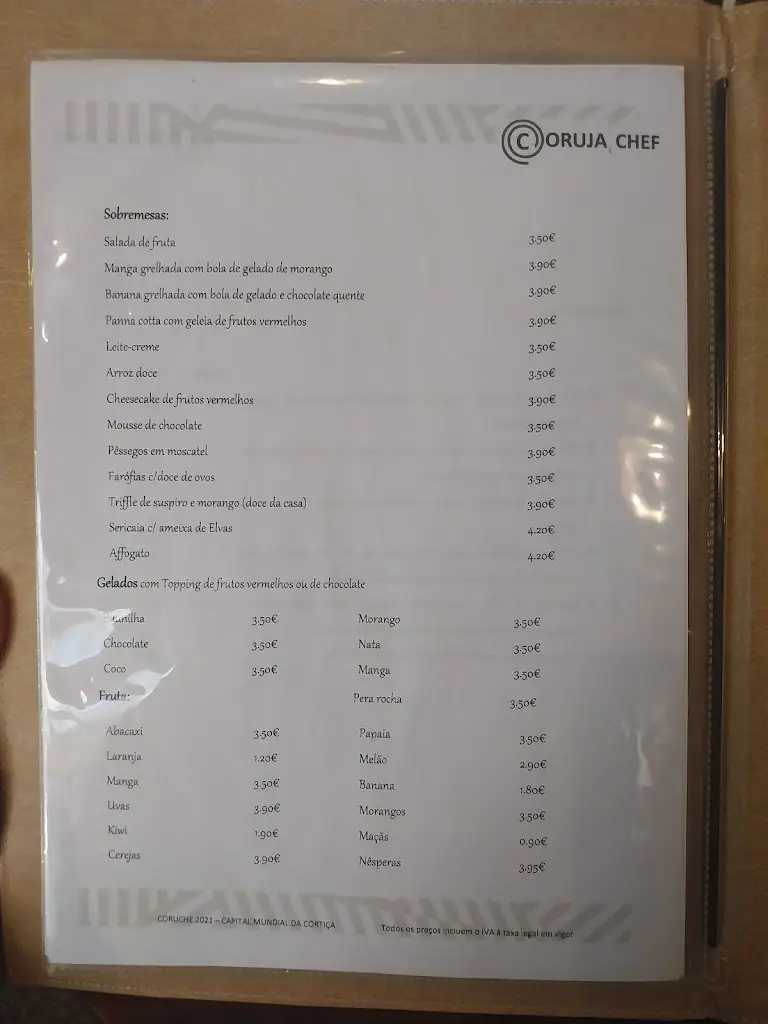 CORUJA CHEF
Sobremesas:
Salada de fruta 3.50€
Manga grelhada com bola de gelado de morango 3.90€
Banana grelhada com bola de gelado e chocolate quente 3.90€
Panna cotta com geleia de frutos vermelhos 3.90€
Leite-creme 3.50€
Arroz doce 3.50€
Cheesecake de frutos vermelhos 3.90€
Mousse de chocolate 3.50€
Pêssegos em moscatel 3.90€
Farófias c/doce de ovos 3.50€
Triffle de suspiro e morango (doce da casa) 3.90€
Sericaia c/ ameixa de Elvas 4.20€
Affogato 4.20€
Gelados com Topping de frutos vermelhos ou de chocolate
3.50€ Morango 3.50€
Chocolate 3.50€ Nata 3.50€
Coco 3.50€ Manga 3.50€
Fruta: Pera rocha 3.50€
Abacaxi 3.50€ Papaia 3.50€
Laranja 1.20€ Melão 2.90€
Manga 3.50€ Banana 1.80€
Uvas 3.90€ Morangos 3.50€
Kiwi 1.90€ Maçãs 0.90€
Cerejas 3.90€ Nêsperas 3.95€
CORUCHE 2021 – CAPITAL MUNDIAL DA CORTIÇA Todos os preços incluem o IVA à taxa legal em vigor